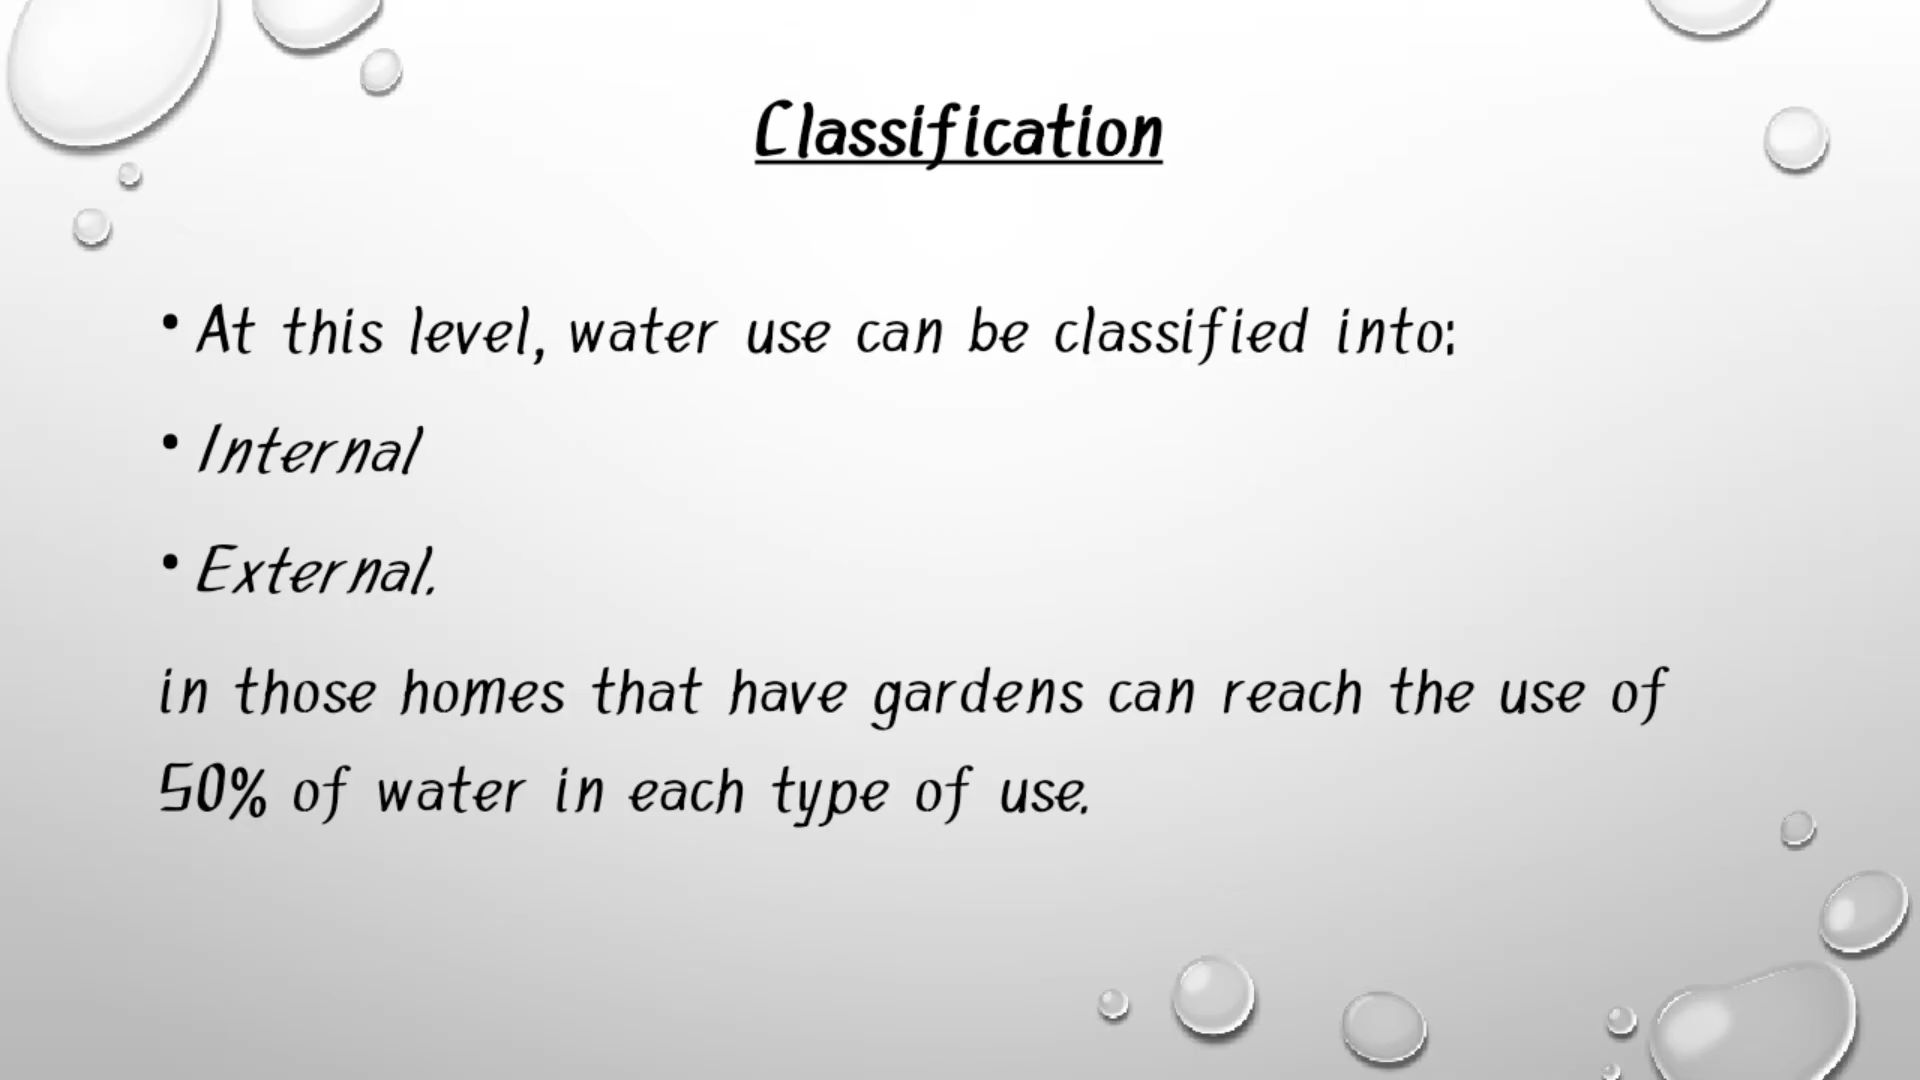 Classification
• At this level, water use can be classified into:
• Internal
• External.
in those homes that have gardens can reach the use of
50% of water in each type of use.